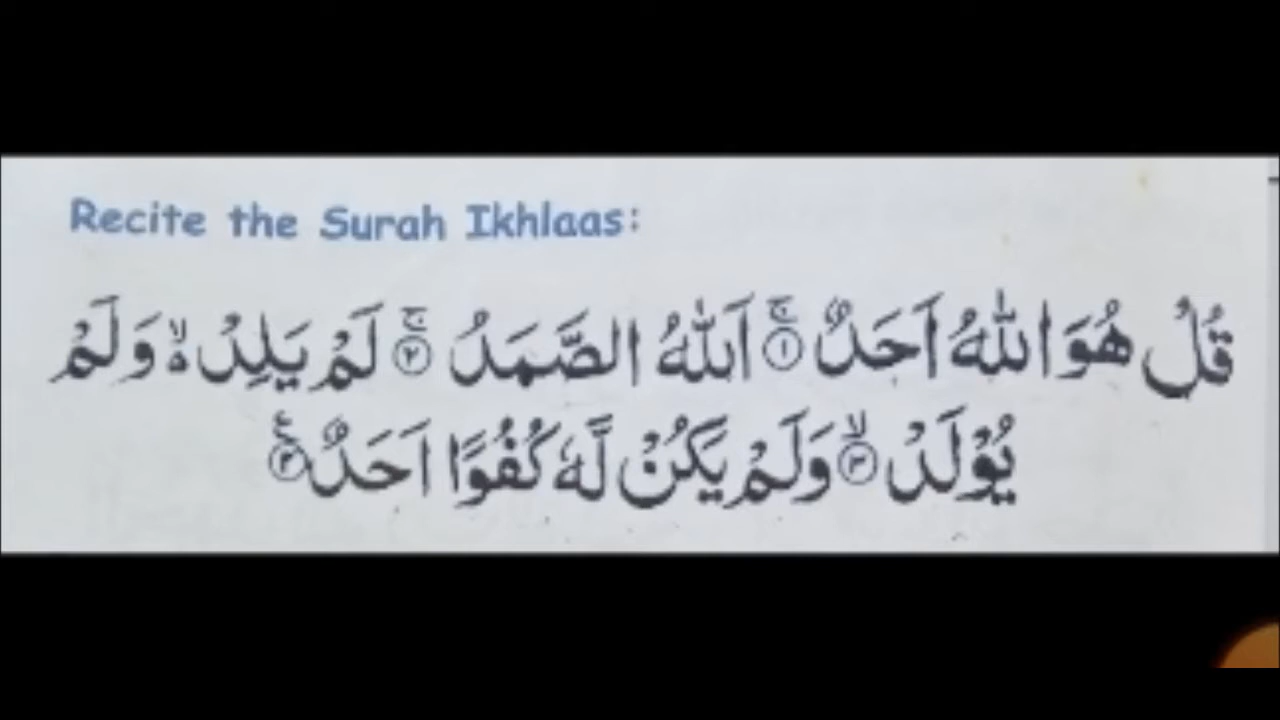 Recite the Surah Ikhlaas:
قُلْ هُوَ اللّٰهُ اَحَدٌ ۚ﴿۱﴾ اَللّٰهُ الصَّمَدُ ۚ﴿۲﴾ لَمْ يَلِدْ ەۙ وَلَمْ
يُوْلَدْ ۙ﴿۳﴾ وَلَمْ يَكُنْ لَّهٗ كُفُوًا اَحَدٌ ﴿۴﴾